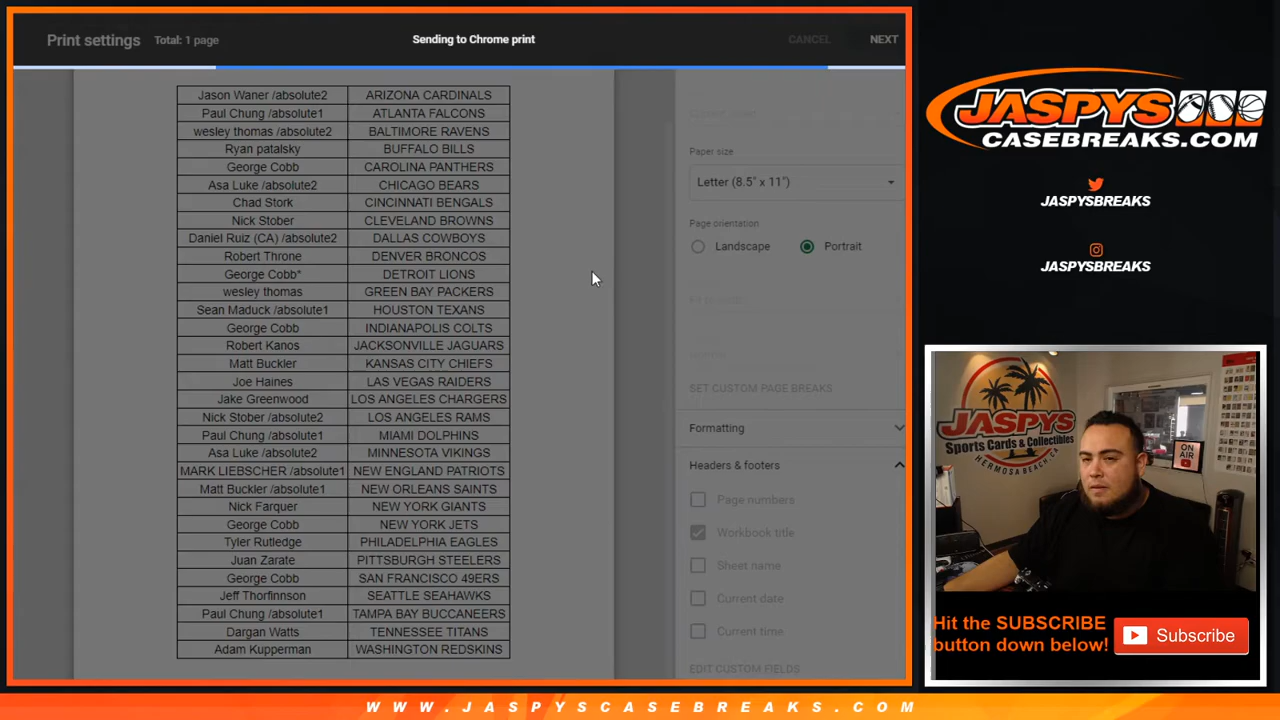 Print settings Total: 1 page Sending to Chrome print CANCEL NEXT
Jason Waner /absolute2 ARIZONA CARDINALS
Paul Chung /absolute1 ATLANTA FALCONS
wesley thomas /absolute2 BALTIMORE RAVENS
Ryan patalsky BUFFALO BILLS
George Cobb CAROLINA PANTHERS
Asa Luke /absolute2 CHICAGO BEARS
Chad Stork CINCINNATI BENGALS
Nick Stober CLEVELAND BROWNS
Daniel Ruiz (CA) /absolute2 DALLAS COWBOYS
Robert Throne DENVER BRONCOS
George Cobb* DETROIT LIONS
wesley thomas GREEN BAY PACKERS
Sean Maduck /absolute1 HOUSTON TEXANS
George Cobb INDIANAPOLIS COLTS
Robert Kanos JACKSONVILLE JAGUARS
Matt Buckler KANSAS CITY CHIEFS
Joe Haines LAS VEGAS RAIDERS
Jake Greenwood LOS ANGELES CHARGERS
Nick Stober /absolute2 LOS ANGELES RAMS
Paul Chung /absolute1 MIAMI DOLPHINS
Asa Luke /absolute2 MINNESOTA VIKINGS
MARK LIEBSCHER /absolute1 NEW ENGLAND PATRIOTS
Matt Buckler /absolute1 NEW ORLEANS SAINTS
Nick Farquer NEW YORK GIANTS
George Cobb NEW YORK JETS
Tyler Rutledge PHILADELPHIA EAGLES
Juan Zarate PITTSBURGH STEELERS
George Cobb SAN FRANCISCO 49ERS
Jeff Thorfinnson SEATTLE SEAHAWKS
Paul Chung /absolute1 TAMPA BAY BUCCANEERS
Dargan Watts TENNESSEE TITANS
Adam Kupperman WASHINGTON REDSKINS
Paper size
Letter (8.5" x 11")
Page orientation
Landscape Portrait
SET CUSTOM PAGE BREAKS
Formatting
Headers & footers
Page numbers
Workbook title
Sheet name
Current date
Current time
EDIT CUSTOM FIELDS
JASPYS
CASEBREAKS.COM
JASPYSBREAKS
JASPYSBREAKS
JASPYS
Sports Cards & Collectibles
HERMOSA BEACH, CA
ON AIR
Hit the SUBSCRIBE
button down below!
Subscribe
WWW.JASPYSCASEBREAKS.COM